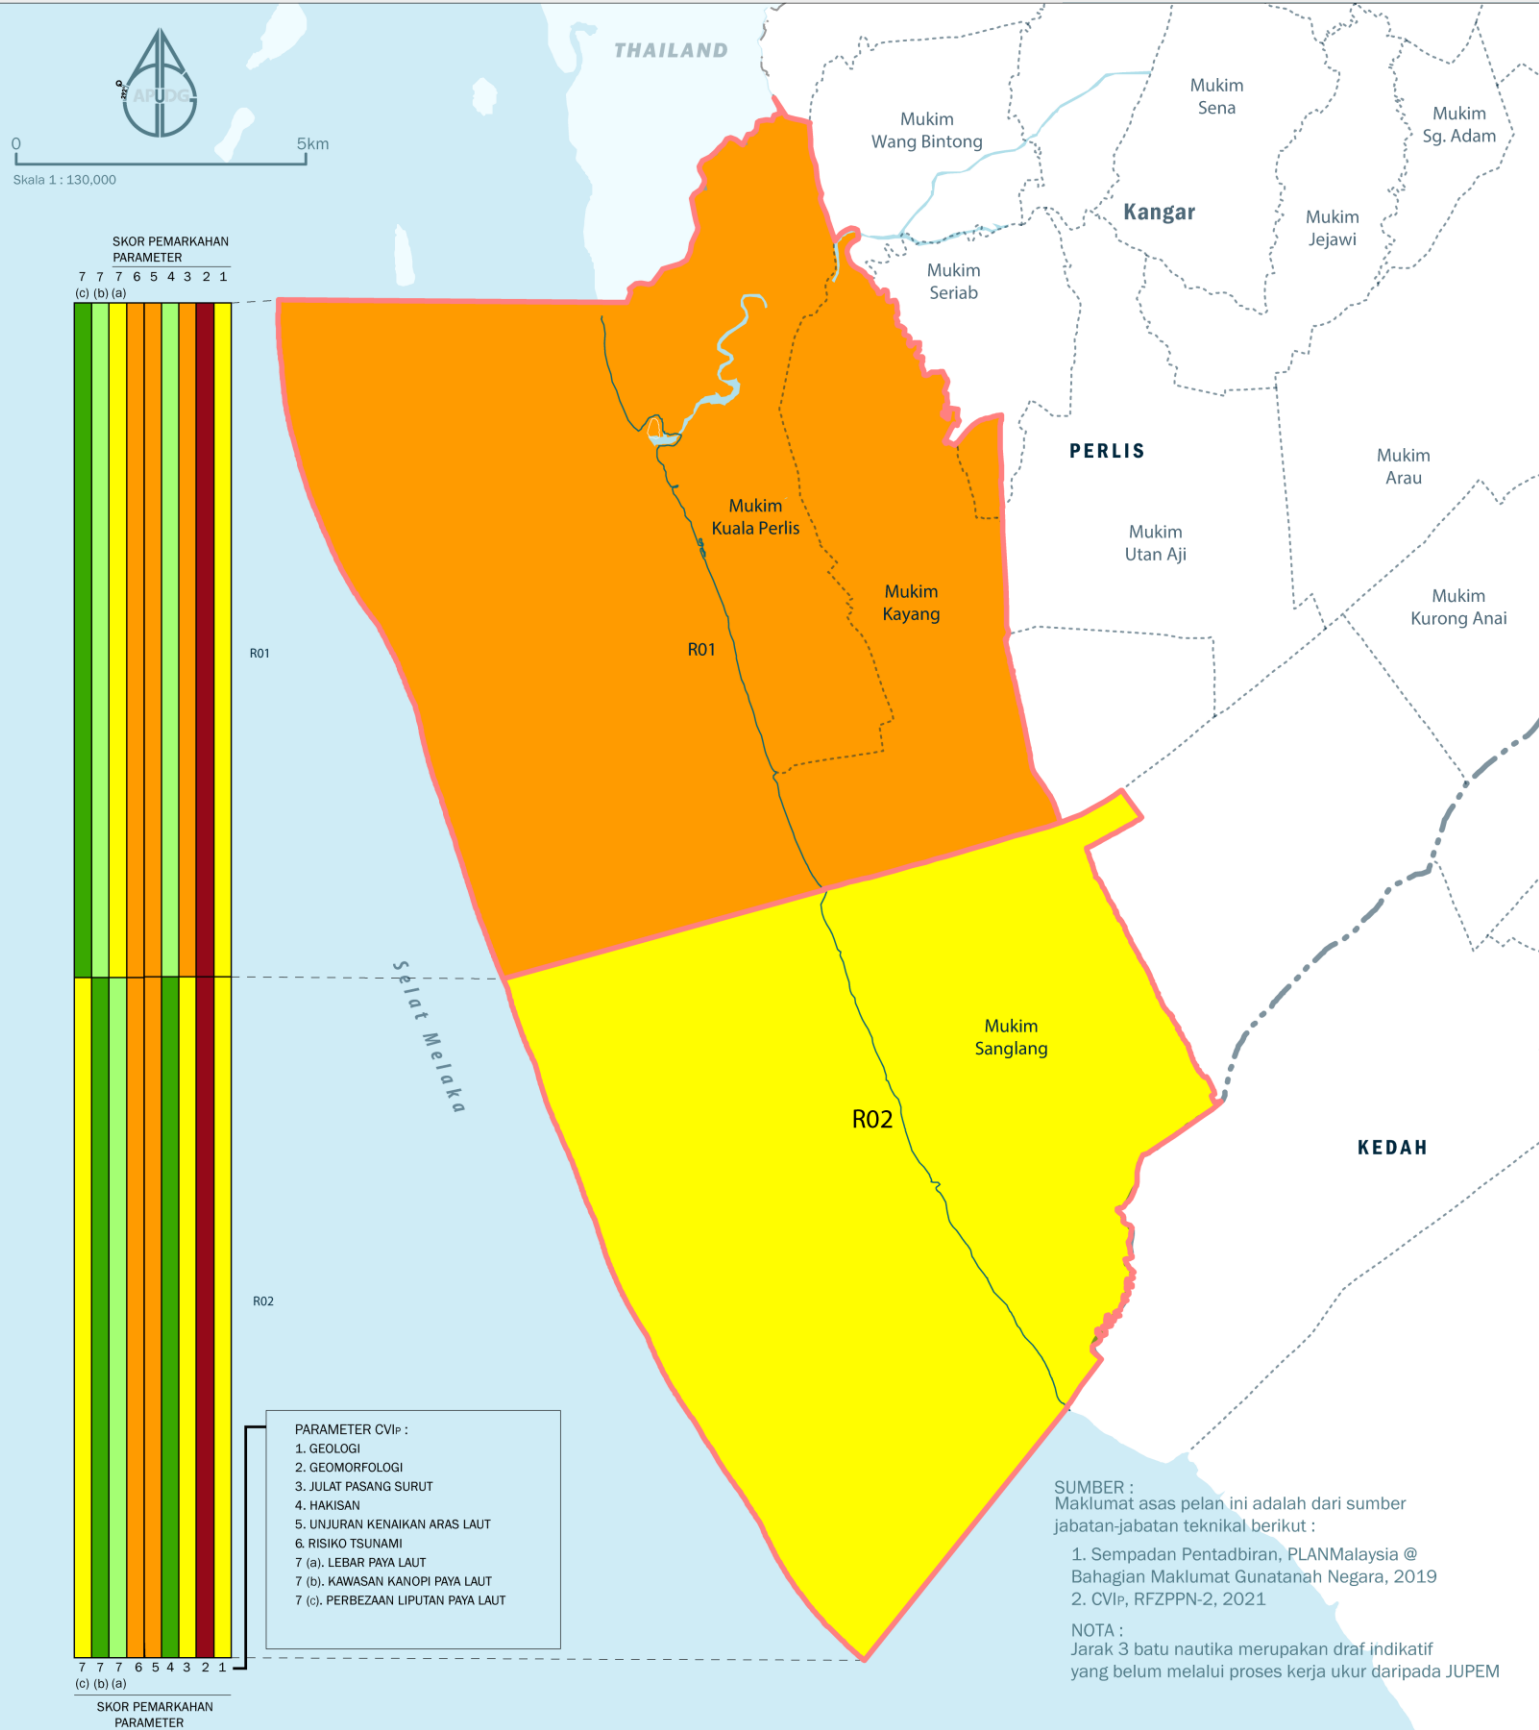 THAILAND
APUDG
0 5km
Skala 1 : 130,000
SKOR PEMARKAHAN
PARAMETER
7 7 7 6 5 4 3 2 1
(c) (b) (a)
Mukim
Wang Bintong
Mukim
Sena
Mukim
Sg. Adam
Kangar
Mukim
Jejawi
Mukim
Seriab
PERLIS
Mukim
Arau
Mukim
Kuala Perlis
Mukim
Utan Aji
Mukim
Kayang
Mukim
Kurong Anai
R01
R01
Selat Melaka
Mukim
Sanglang
R02
KEDAH
R02
PARAMETER CVIP :
1. GEOLOGI
2. GEOMORFOLOGI
3. JULAT PASANG SURUT
4. HAKISAN
5. UNJURAN KENAIKAN ARAS LAUT
6. RISIKO TSUNAMI
7 (a). LEBAR PAYA LAUT
7 (b). KAWASAN KANOPI PAYA LAUT
7 (c). PERBEZAAN LIPUTAN PAYA LAUT
7 7 7 6 5 4 3 2 1
(c) (b) (a)
SKOR PEMARKAHAN
PARAMETER
SUMBER :
Maklumat asas pelan ini adalah dari sumber
jabatan-jabatan teknikal berikut :
1. Sempadan Pentadbiran, PLANMalaysia @
Bahagian Maklumat Gunatanah Negara, 2019
2. CVIP, RFZPPN-2, 2021
NOTA :
Jarak 3 batu nautika merupakan draf indikatif
yang belum melalui proses kerja ukur daripada JUPEM